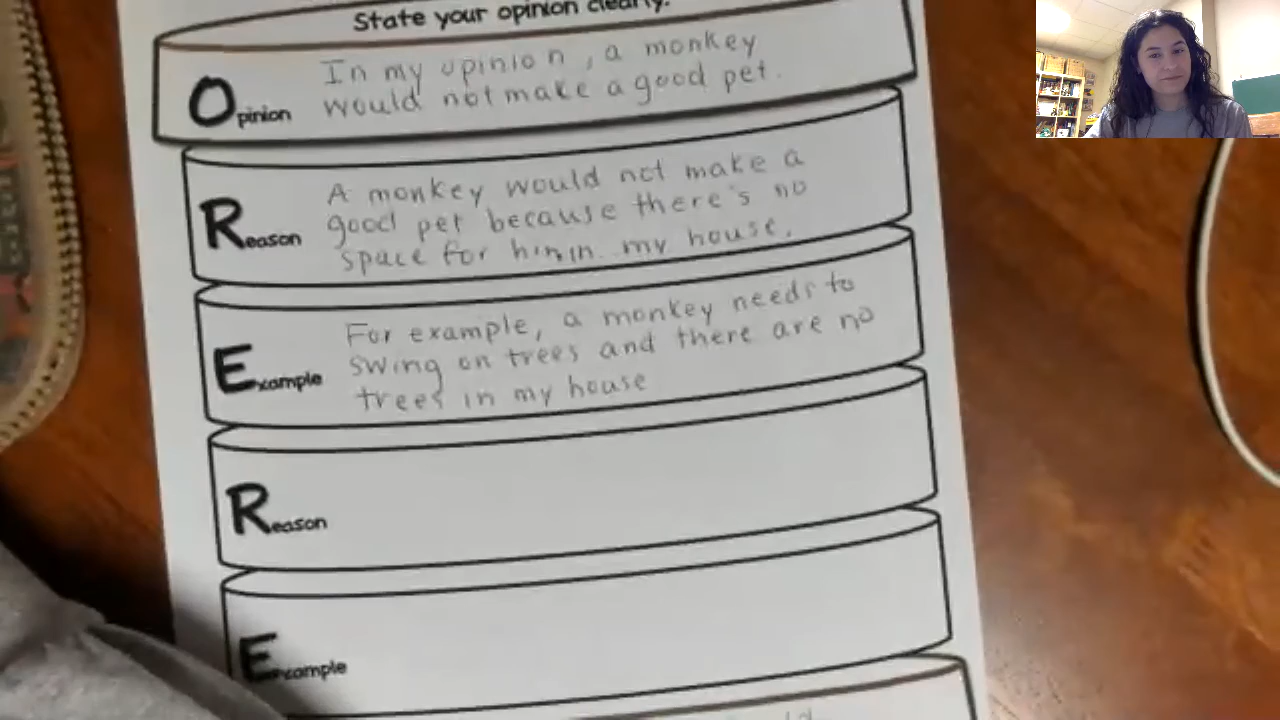 State your opinion clearly.
Opinion
In my opinion, a monkey
would not make a good pet.
Reason
A monkey would not make a
good pet because there's no
space for him in my house.
Example
For example, a monkey needs to
swing on trees and there are no
trees in my house
Reason
Example